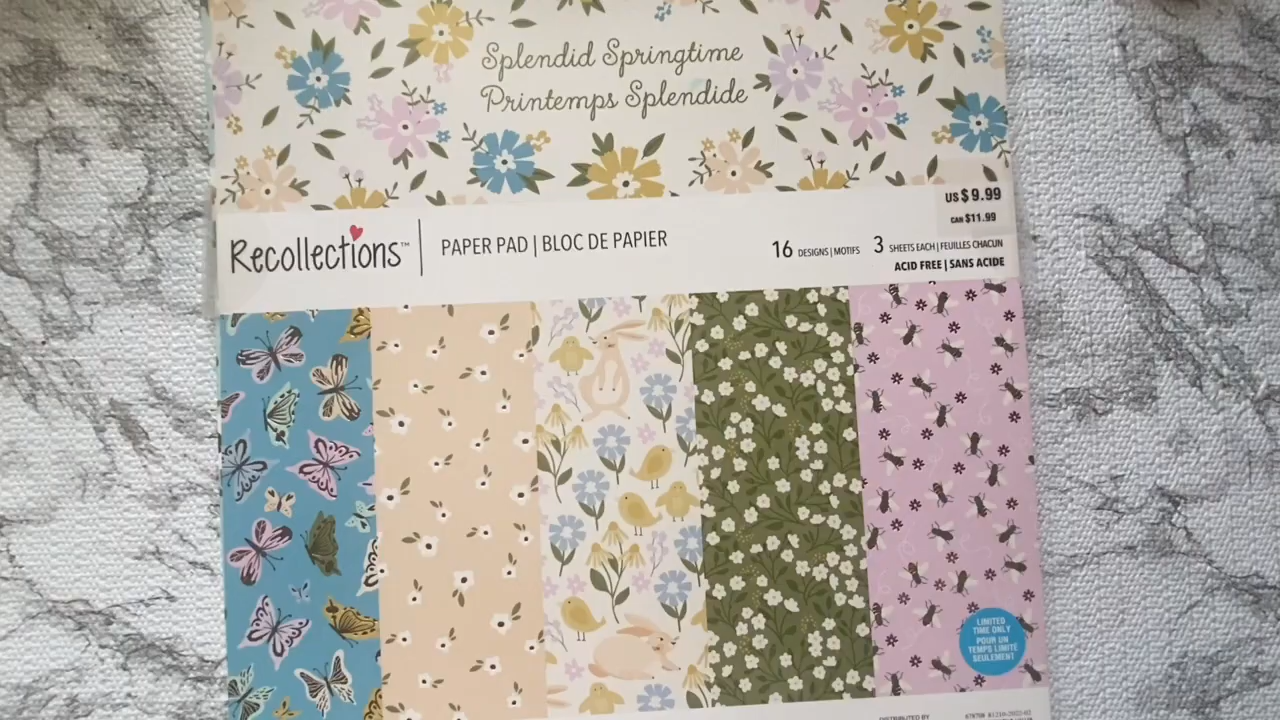 Splendid Springtime
Printemps Splendide
US $ 9.99
CAN $11.99
Recollections™ | PAPER PAD | BLOC DE PAPIER
16 DESIGNS | MOTIFS 3 SHEETS EACH | FEUILLES CHACUN
ACID FREE | SANS ACIDE
LIMITED
TIME ONLY
POUR UN
TEMPS LIMITÉ
SEULEMENT
DISTRIBUTED BY